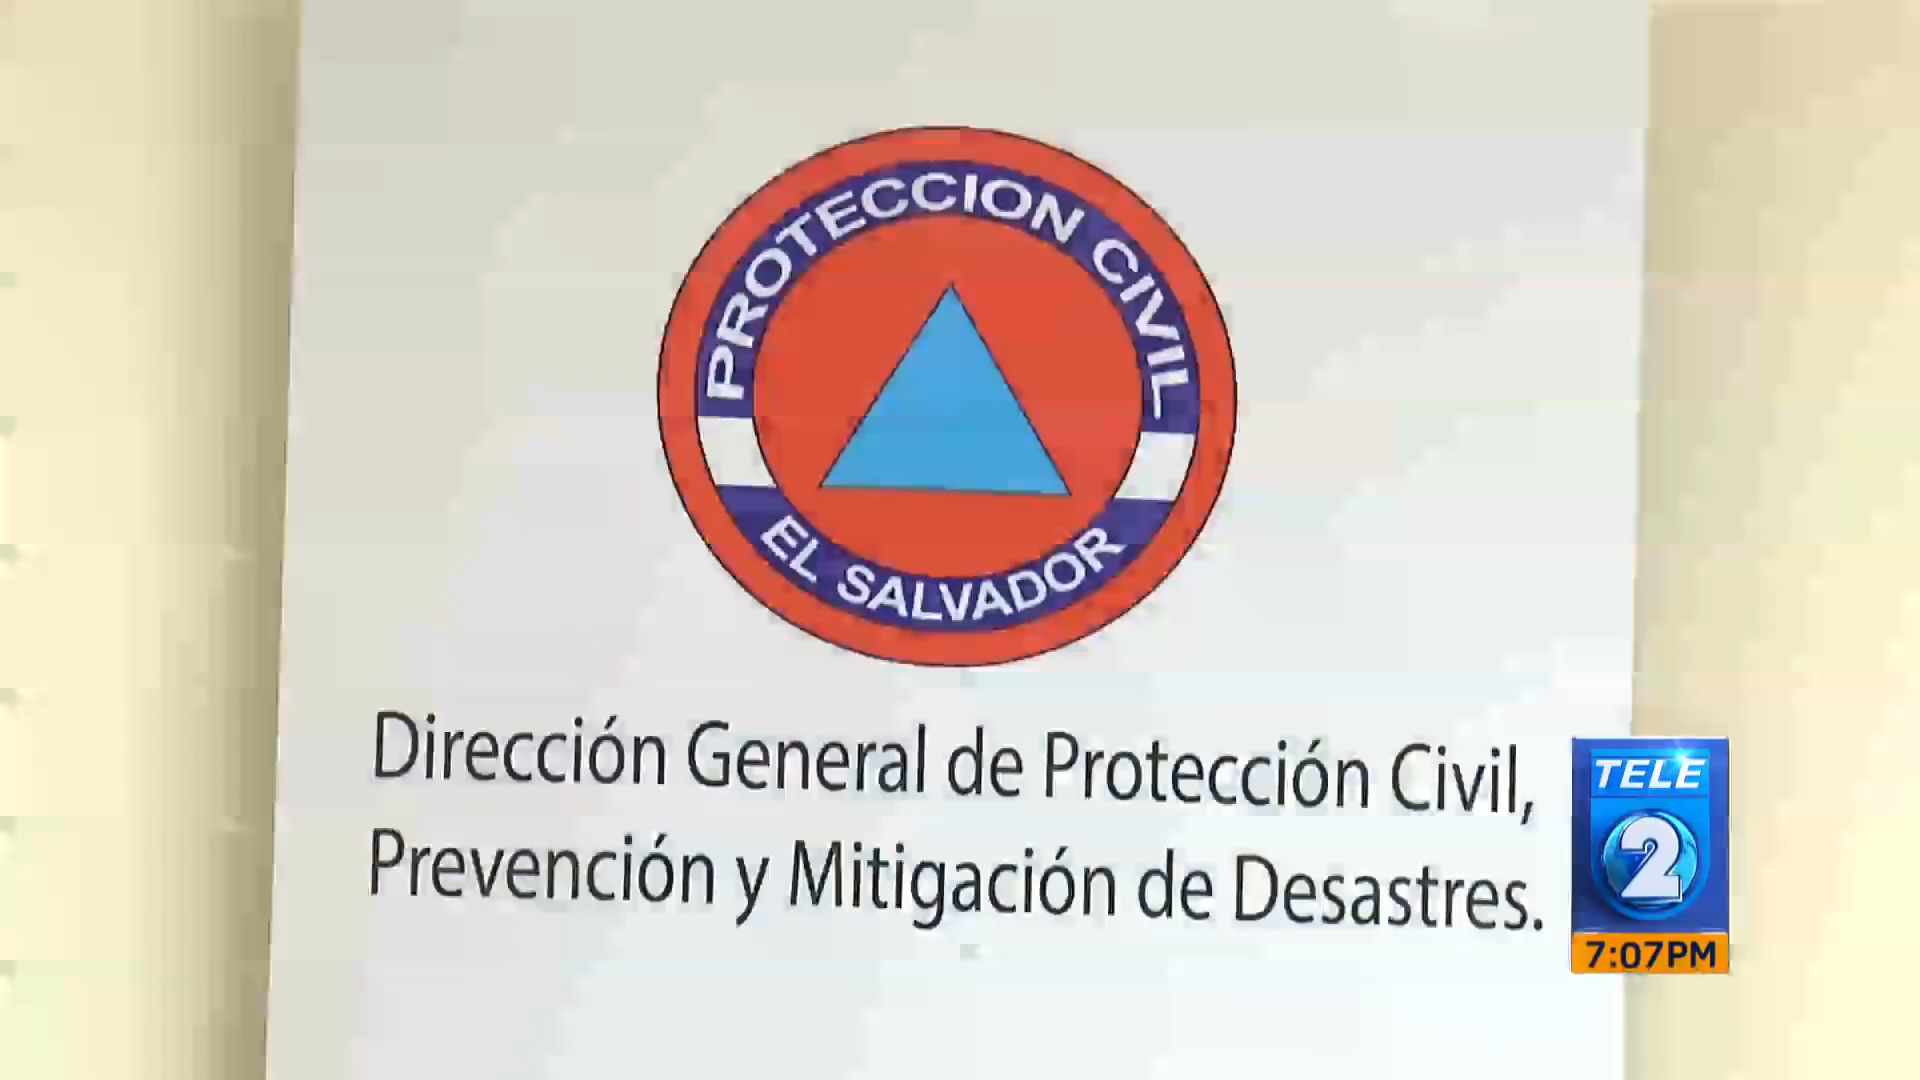 PROTECCION CIVIL
EL SALVADOR
Dirección General de Protección Civil,
Prevención y Mitigación de Desastres.
TELE
2
7:07PM